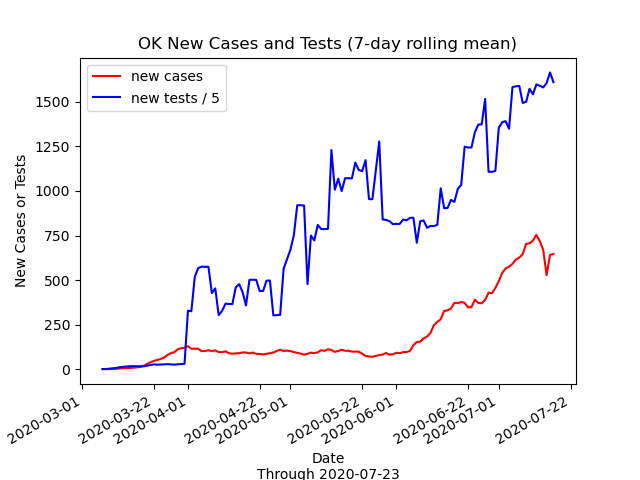 OK New Cases and Tests (7-day rolling mean)
new cases
new tests / 5
New Cases or Tests
1500
1250
1000
750
500
250
0
2020-03-01
2020-03-22
2020-04-01
2020-04-22
2020-05-01
2020-05-22
2020-06-01
2020-06-22
2020-07-01
2020-07-22
Date
Through 2020-07-23